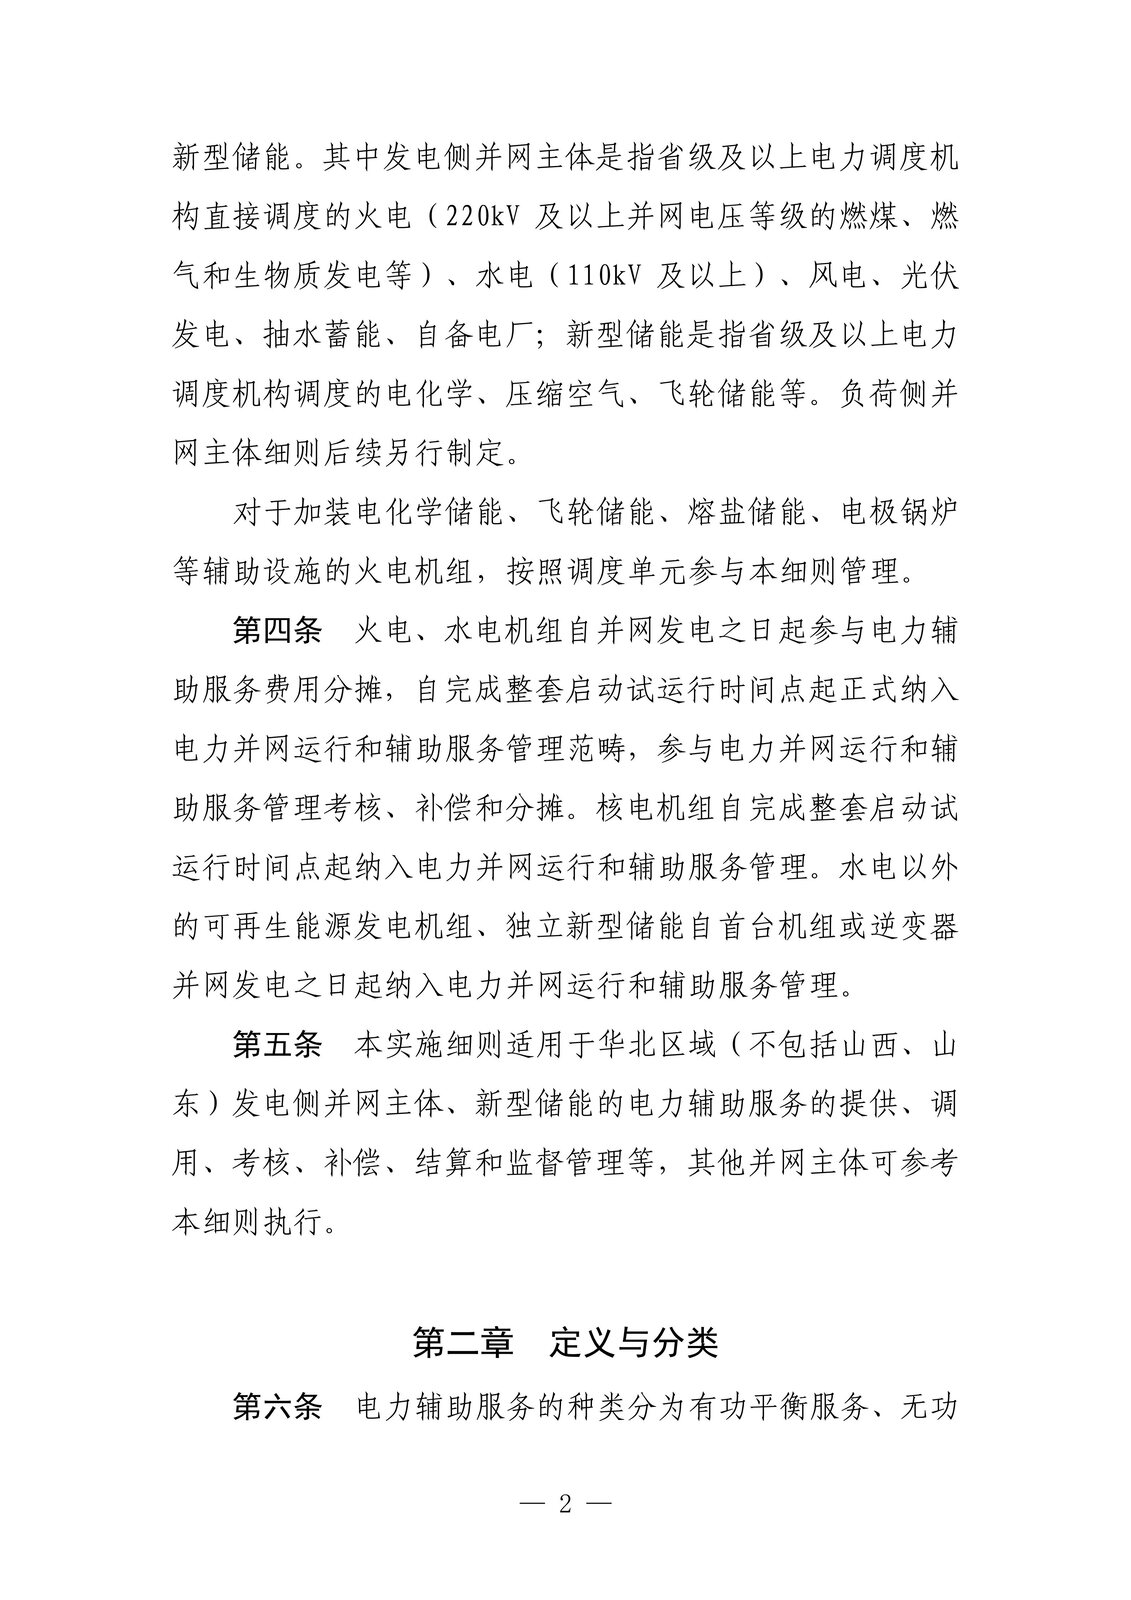 新型储能。其中发电侧并网主体是指省级及以上电力调度机
构直接调度的火电（220kV 及以上并网电压等级的燃煤、燃
气和生物质发电等）、水电（110kV 及以上）、风电、光伏
发电、抽水蓄能、自备电厂；新型储能是指省级及以上电力
调度机构调度的电化学、压缩空气、飞轮储能等。负荷侧并
网主体细则后续另行制定。
对于加装电化学储能、飞轮储能、熔盐储能、电极锅炉
等辅助设施的火电机组，按照调度单元参与本细则管理。
第四条　火电、水电机组自并网发电之日起参与电力辅
助服务费用分摊，自完成整套启动试运行时间点起正式纳入
电力并网运行和辅助服务管理范畴，参与电力并网运行和辅
助服务管理考核、补偿和分摊。核电机组自完成整套启动试
运行时间点起纳入电力并网运行和辅助服务管理。水电以外
的可再生能源发电机组、独立新型储能自首台机组或逆变器
并网发电之日起纳入电力并网运行和辅助服务管理。
第五条　本实施细则适用于华北区域（不包括山西、山
东）发电侧并网主体、新型储能的电力辅助服务的提供、调
用、考核、补偿、结算和监督管理等，其他并网主体可参考
本细则执行。
第二章　定义与分类
第六条　电力辅助服务的种类分为有功平衡服务、无功
— 2 —